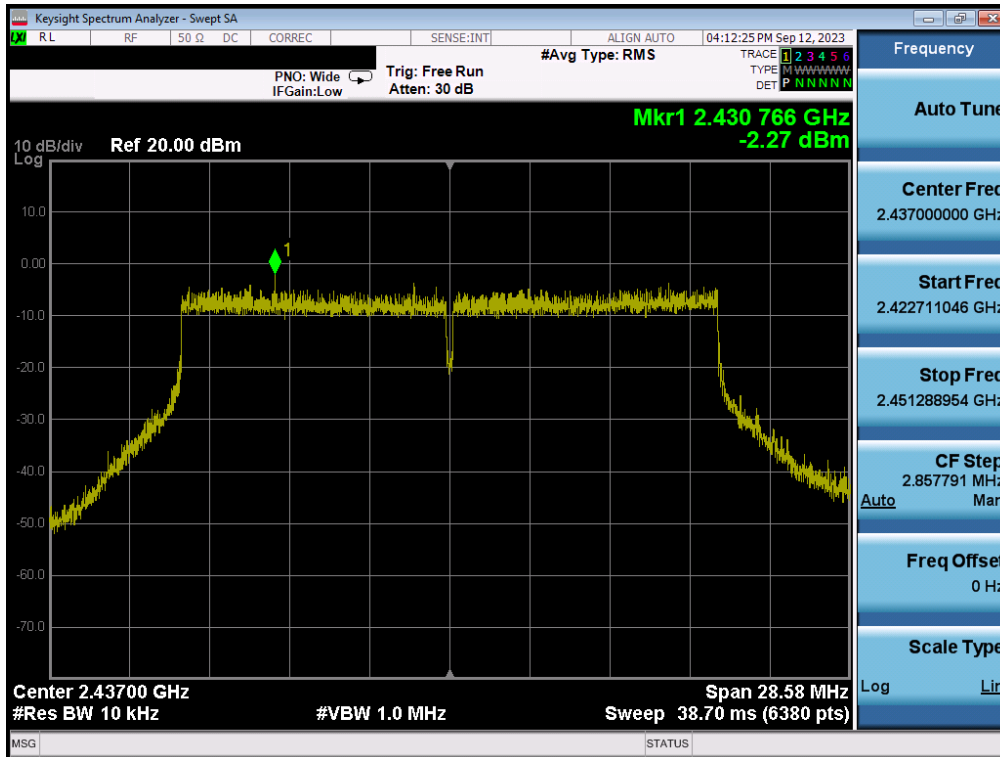 Keysight Spectrum Analyzer - Swept SA
LXI RL RF 50 Ω DC CORREC SENSE:INT ALIGN AUTO 04:12:25 PM Sep 12, 2023
#Avg Type: RMS
TRACE 1 2 3 4 5 6
TYPE M W W W W W
DET P N N N N N
PNO: Wide
IFGain:Low
Trig: Free Run
Atten: 30 dB
Mkr1 2.430 766 GHz
-2.27 dBm
10 dB/div
Log
Ref 20.00 dBm
1
10.0
0.00
-10.0
-20.0
-30.0
-40.0
-50.0
-60.0
-70.0
Center 2.43700 GHz
Span 28.58 MHz
#Res BW 10 kHz
#VBW 1.0 MHz
Sweep 38.70 ms (6380 pts)
MSG
STATUS
Frequency
Auto Tune
Center Freq
2.437000000 GHz
Start Freq
2.422711046 GHz
Stop Freq
2.451288954 GHz
CF Step
2.857791 MHz
Auto Man
Freq Offset
0 Hz
Scale Type
Log Lin